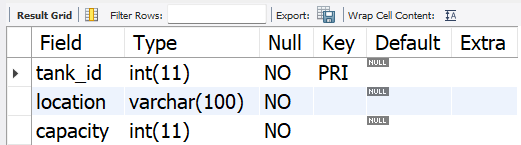 Result Grid Filter Rows: Export: Wrap Cell Content: IA
Field Type Null Key Default Extra
tank_id int(11) NO PRI NULL
location varchar(100) NO NULL
capacity int(11) NO NULL